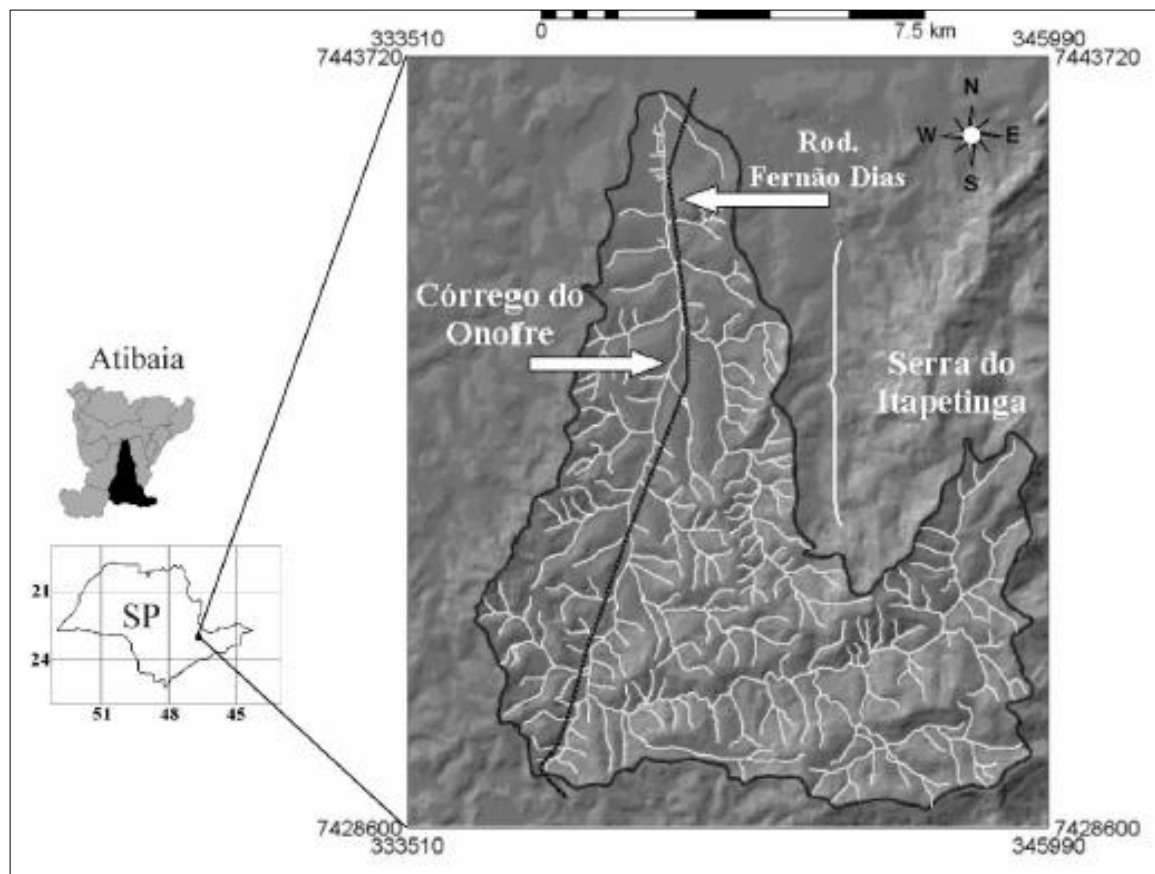 0 7.5 km
333510 345990
7443720 7443720
N
W E
S
Rod.
Fernão Dias
Córrego do
Onofre
Serra do
Itapetinga
Atibaia
21
SP
24
51 48 45
7428600 7428600
333510 345990